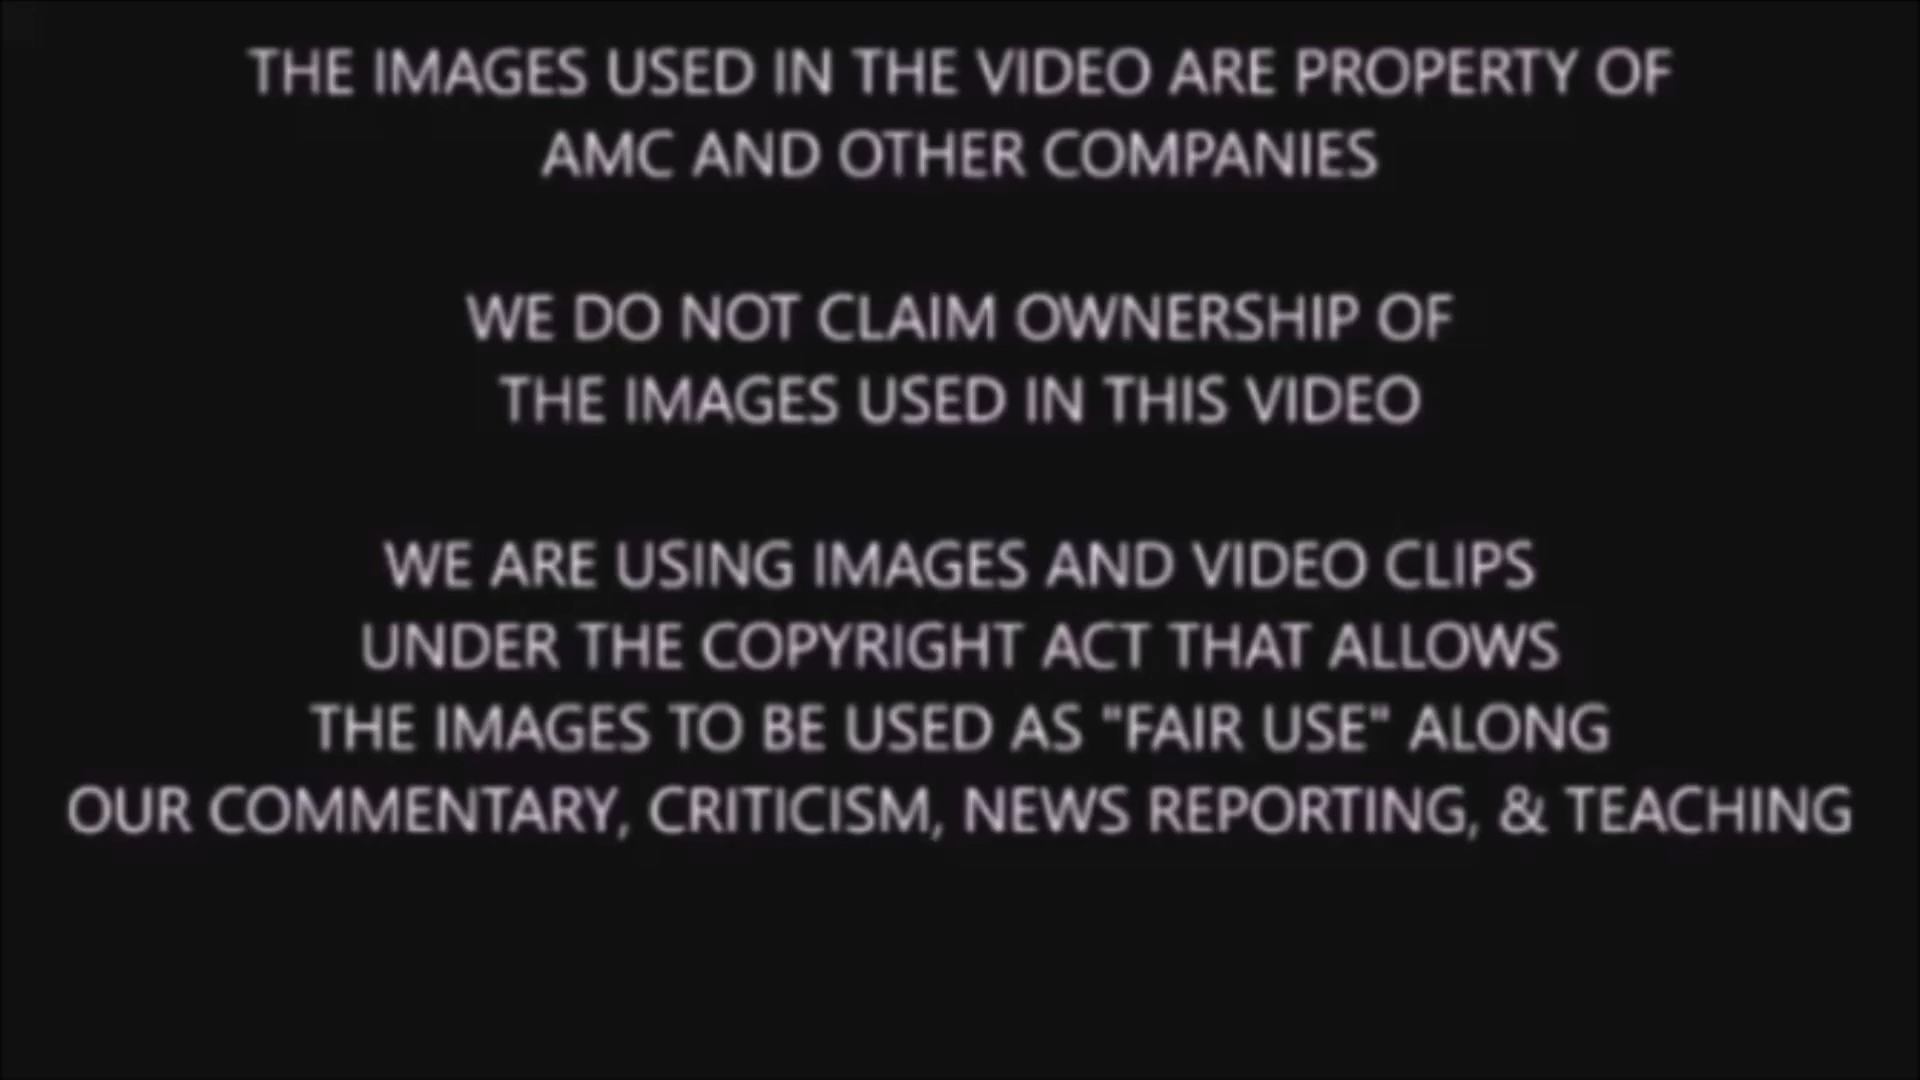 THE IMAGES USED IN THE VIDEO ARE PROPERTY OF
AMC AND OTHER COMPANIES
WE DO NOT CLAIM OWNERSHIP OF
THE IMAGES USED IN THIS VIDEO
WE ARE USING IMAGES AND VIDEO CLIPS
UNDER THE COPYRIGHT ACT THAT ALLOWS
THE IMAGES TO BE USED AS "FAIR USE" ALONG
OUR COMMENTARY, CRITICISM, NEWS REPORTING, & TEACHING